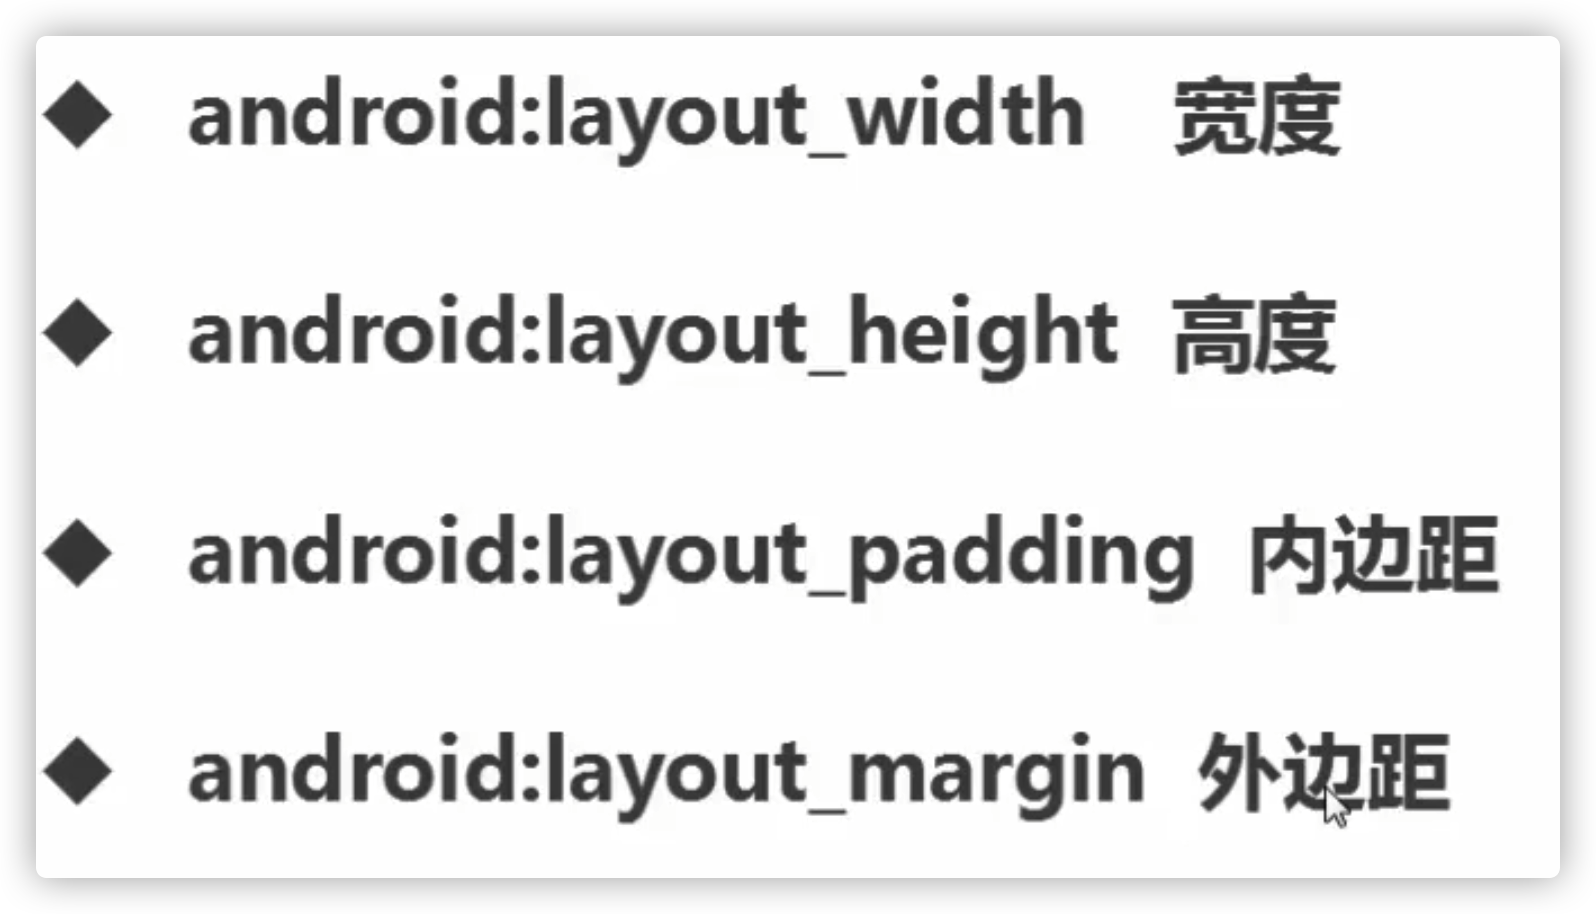 ◆ android:layout_width 宽度
◆ android:layout_height 高度
◆ android:layout_padding 内边距
◆ android:layout_margin 外边距